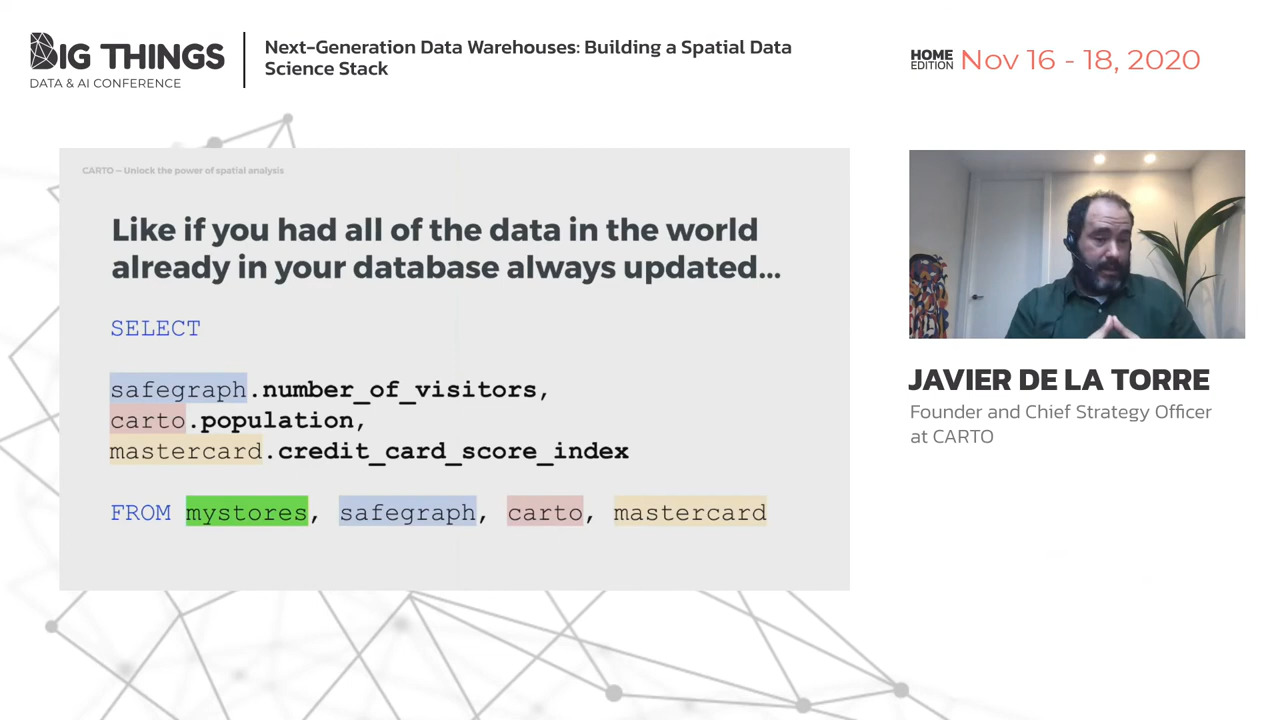 BIG THINGS
DATA & AI CONFERENCE
Next-Generation Data Warehouses: Building a Spatial Data
Science Stack
HOME
EDITION
Nov 16 - 18, 2020
CARTO — Unlock the power of spatial analysis
Like if you had all of the data in the world
already in your database always updated...
SELECT
safegraph.number_of_visitors,
carto.population,
mastercard.credit_card_score_index
FROM mystores, safegraph, carto, mastercard
JAVIER DE LA TORRE
Founder and Chief Strategy Officer
at CARTO